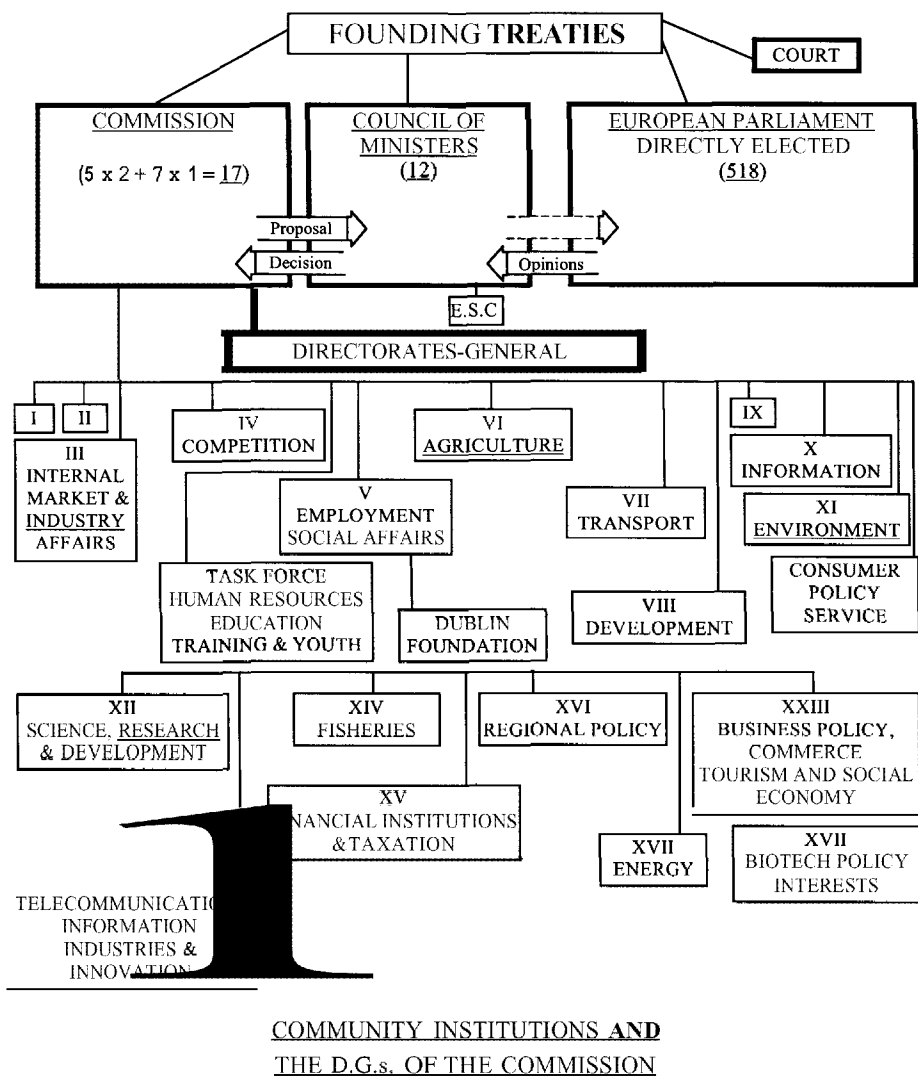 FOUNDING TREATIES
COURT
COMMISSION
(5 x 2 + 7 x 1 = 17)
COUNCIL OF
MINISTERS
(12)
EUROPEAN PARLIAMENT
DIRECTLY ELECTED
(518)
Proposal
Decision
Opinions
E.S.C
DIRECTORATES-GENERAL
I
II
III
INTERNAL
MARKET &
INDUSTRY
AFFAIRS
IV
COMPETITION
V
EMPLOYMENT
SOCIAL AFFAIRS
VI
AGRICULTURE
VII
TRANSPORT
VIII
DEVELOPMENT
IX
X
INFORMATION
XI
ENVIRONMENT
CONSUMER
POLICY
SERVICE
TASK FORCE
HUMAN RESOURCES
EDUCATION
TRAINING & YOUTH
DUBLIN
FOUNDATION
XII
SCIENCE, RESEARCH
& DEVELOPMENT
XIV
FISHERIES
XVI
REGIONAL POLICY
XXIII
BUSINESS POLICY,
COMMERCE
TOURISM AND SOCIAL
ECONOMY
XV
INSTITUTIONS
&TAXATION
XVII
ENERGY
XVII
BIOTECH POLICY
INTERESTS
1
INFORMATION
INDUSTRIES &
INNOVATION
COMMUNITY INSTITUTIONS AND
THE D.G.s, OF THE COMMISSION